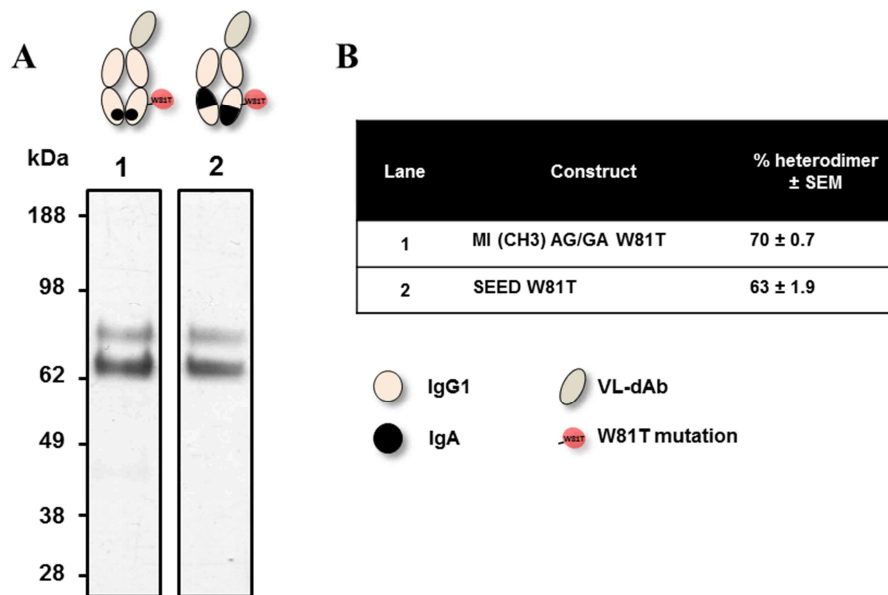 A
B
W81T
W81T
kDa
1
2
188
98
62
49
38
28
Lane
Construct
% heterodimer
± SEM
1
MI (CH3) AG/GA W81T
70 ± 0.7
2
SEED W81T
63 ± 1.9
IgG1
VL-dAb
IgA
W81T
W81T mutation